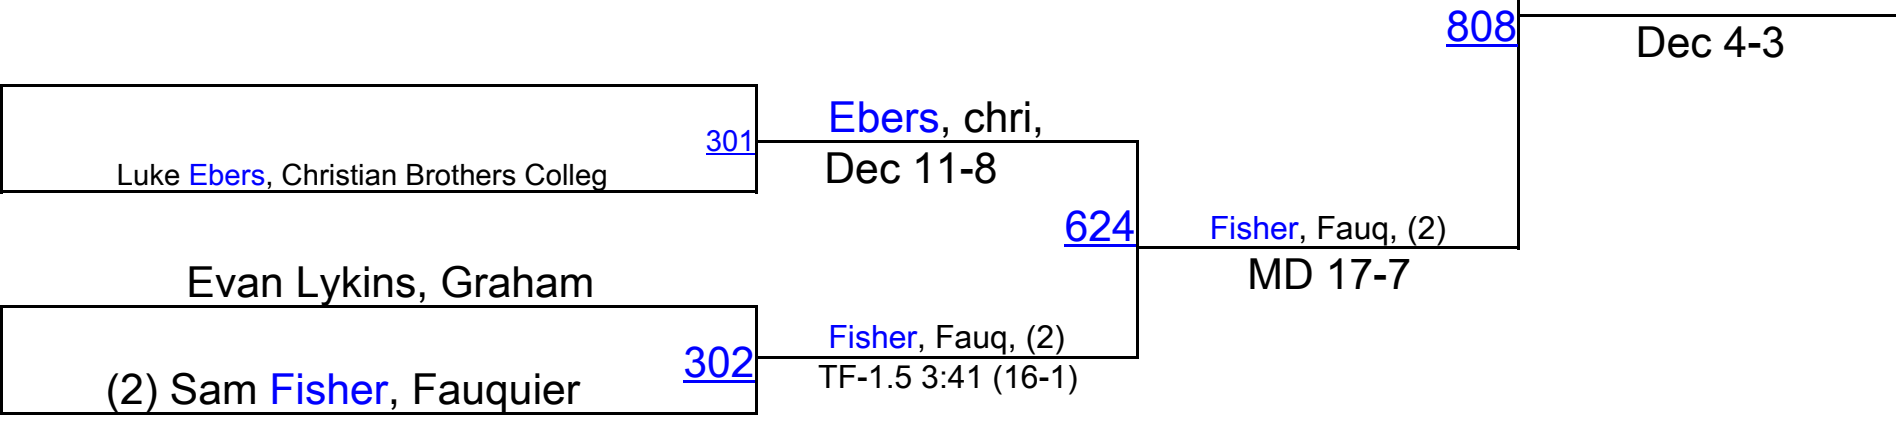 808
Dec 4-3
Ebers, chri,
301
Dec 11-8
Luke Ebers, Christian Brothers Colleg
624
Fisher, Fauq, (2)
MD 17-7
Evan Lykins, Graham
Fisher, Fauq, (2)
302
TF-1.5 3:41 (16-1)
(2) Sam Fisher, Fauquier